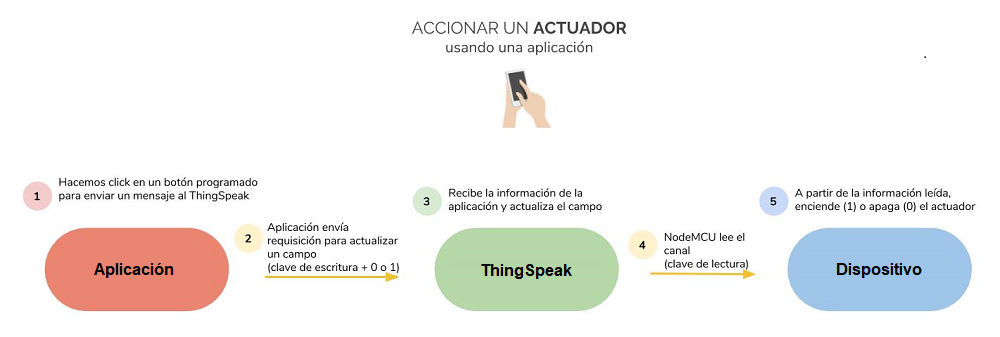 ACCIONAR UN ACTUADOR
usando una aplicación
.
1
Hacemos click en un botón programado
para enviar un mensaje al ThingSpeak
2
Aplicación envía
requisición para actualizar
un campo
(clave de escritura + 0 o 1)
3
Recibe la información de la
aplicación y actualiza el campo
4
NodeMCU lee el
canal
(clave de lectura)
5
A partir de la información leída,
enciende (1) o apaga (0) el actuador
Aplicación
ThingSpeak
Dispositivo